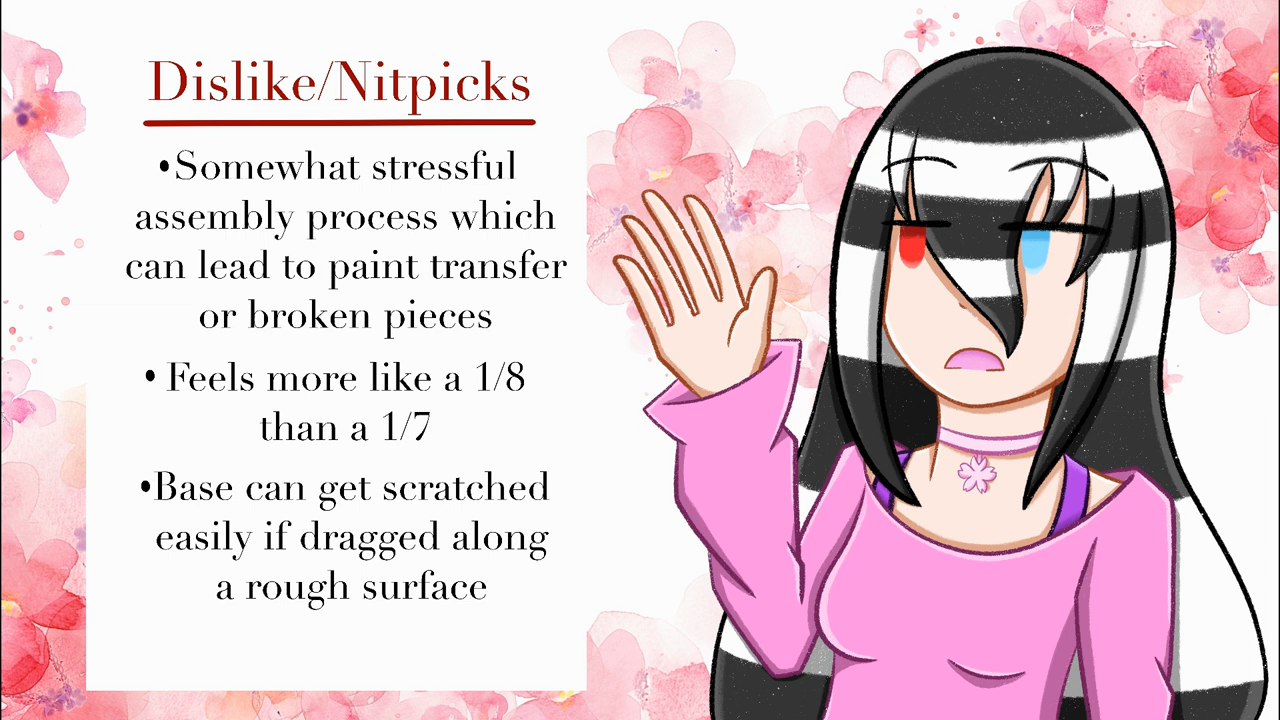 Dislike/Nitpicks
•Somewhat stressful
assembly process which
can lead to paint transfer
or broken pieces
• Feels more like a 1/8
than a 1/7
•Base can get scratched
easily if dragged along
a rough surface